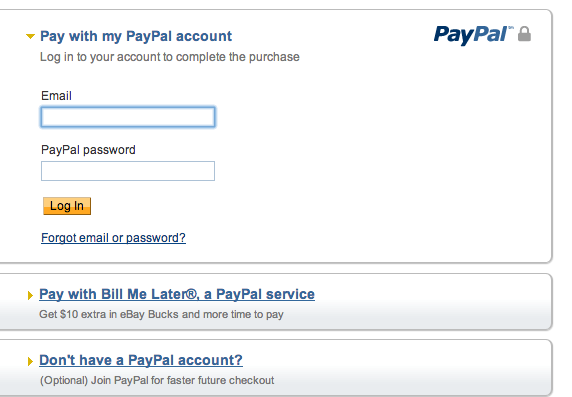 Pay with my PayPal account
PayPal™
Log in to your account to complete the purchase
Email
PayPal password
Log In
Forgot email or password?
Pay with Bill Me Later®, a PayPal service
Get $10 extra in eBay Bucks and more time to pay
Don't have a PayPal account?
(Optional) Join PayPal for faster future checkout